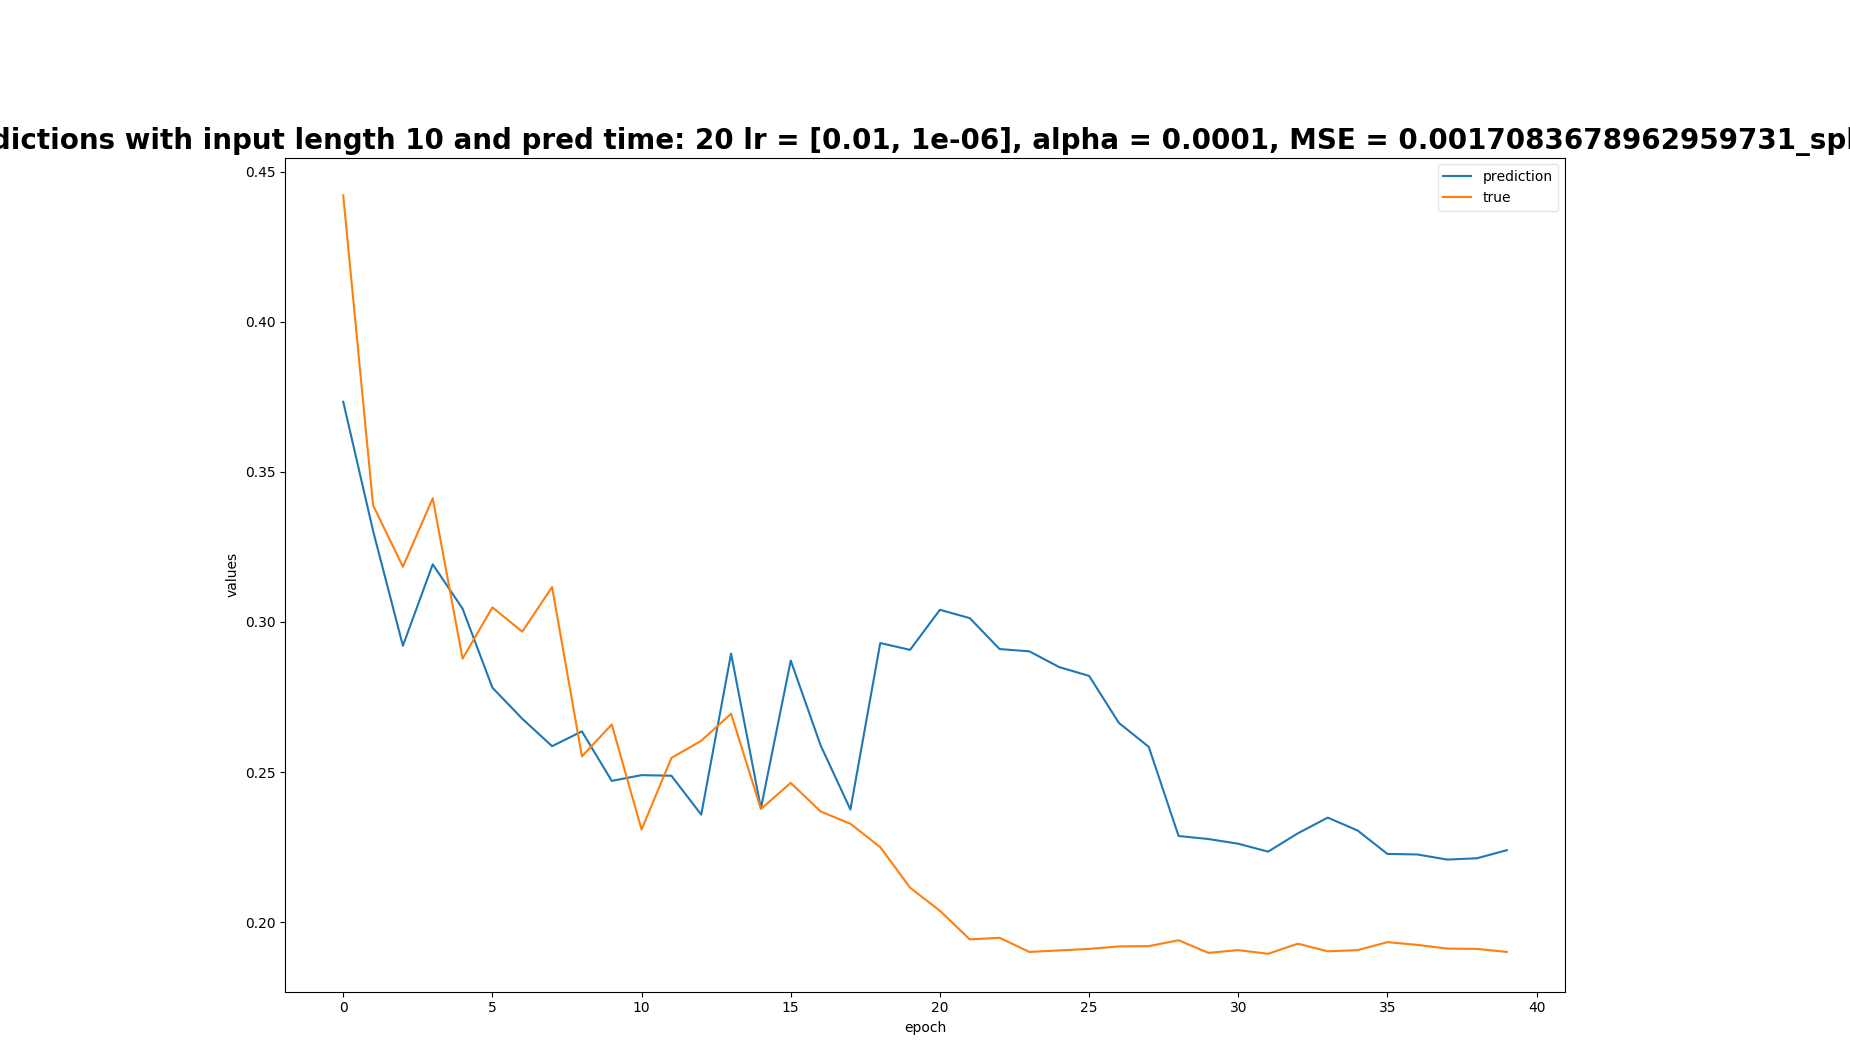 dictions with input length 10 and pred time: 20 lr = [0.01, 1e-06], alpha = 0.0001, MSE = 0.0017083678962959731_spl
prediction
true
0.45
0.40
0.35
0.30
0.25
0.20
values
0 5 10 15 20 25 30 35 40
epoch